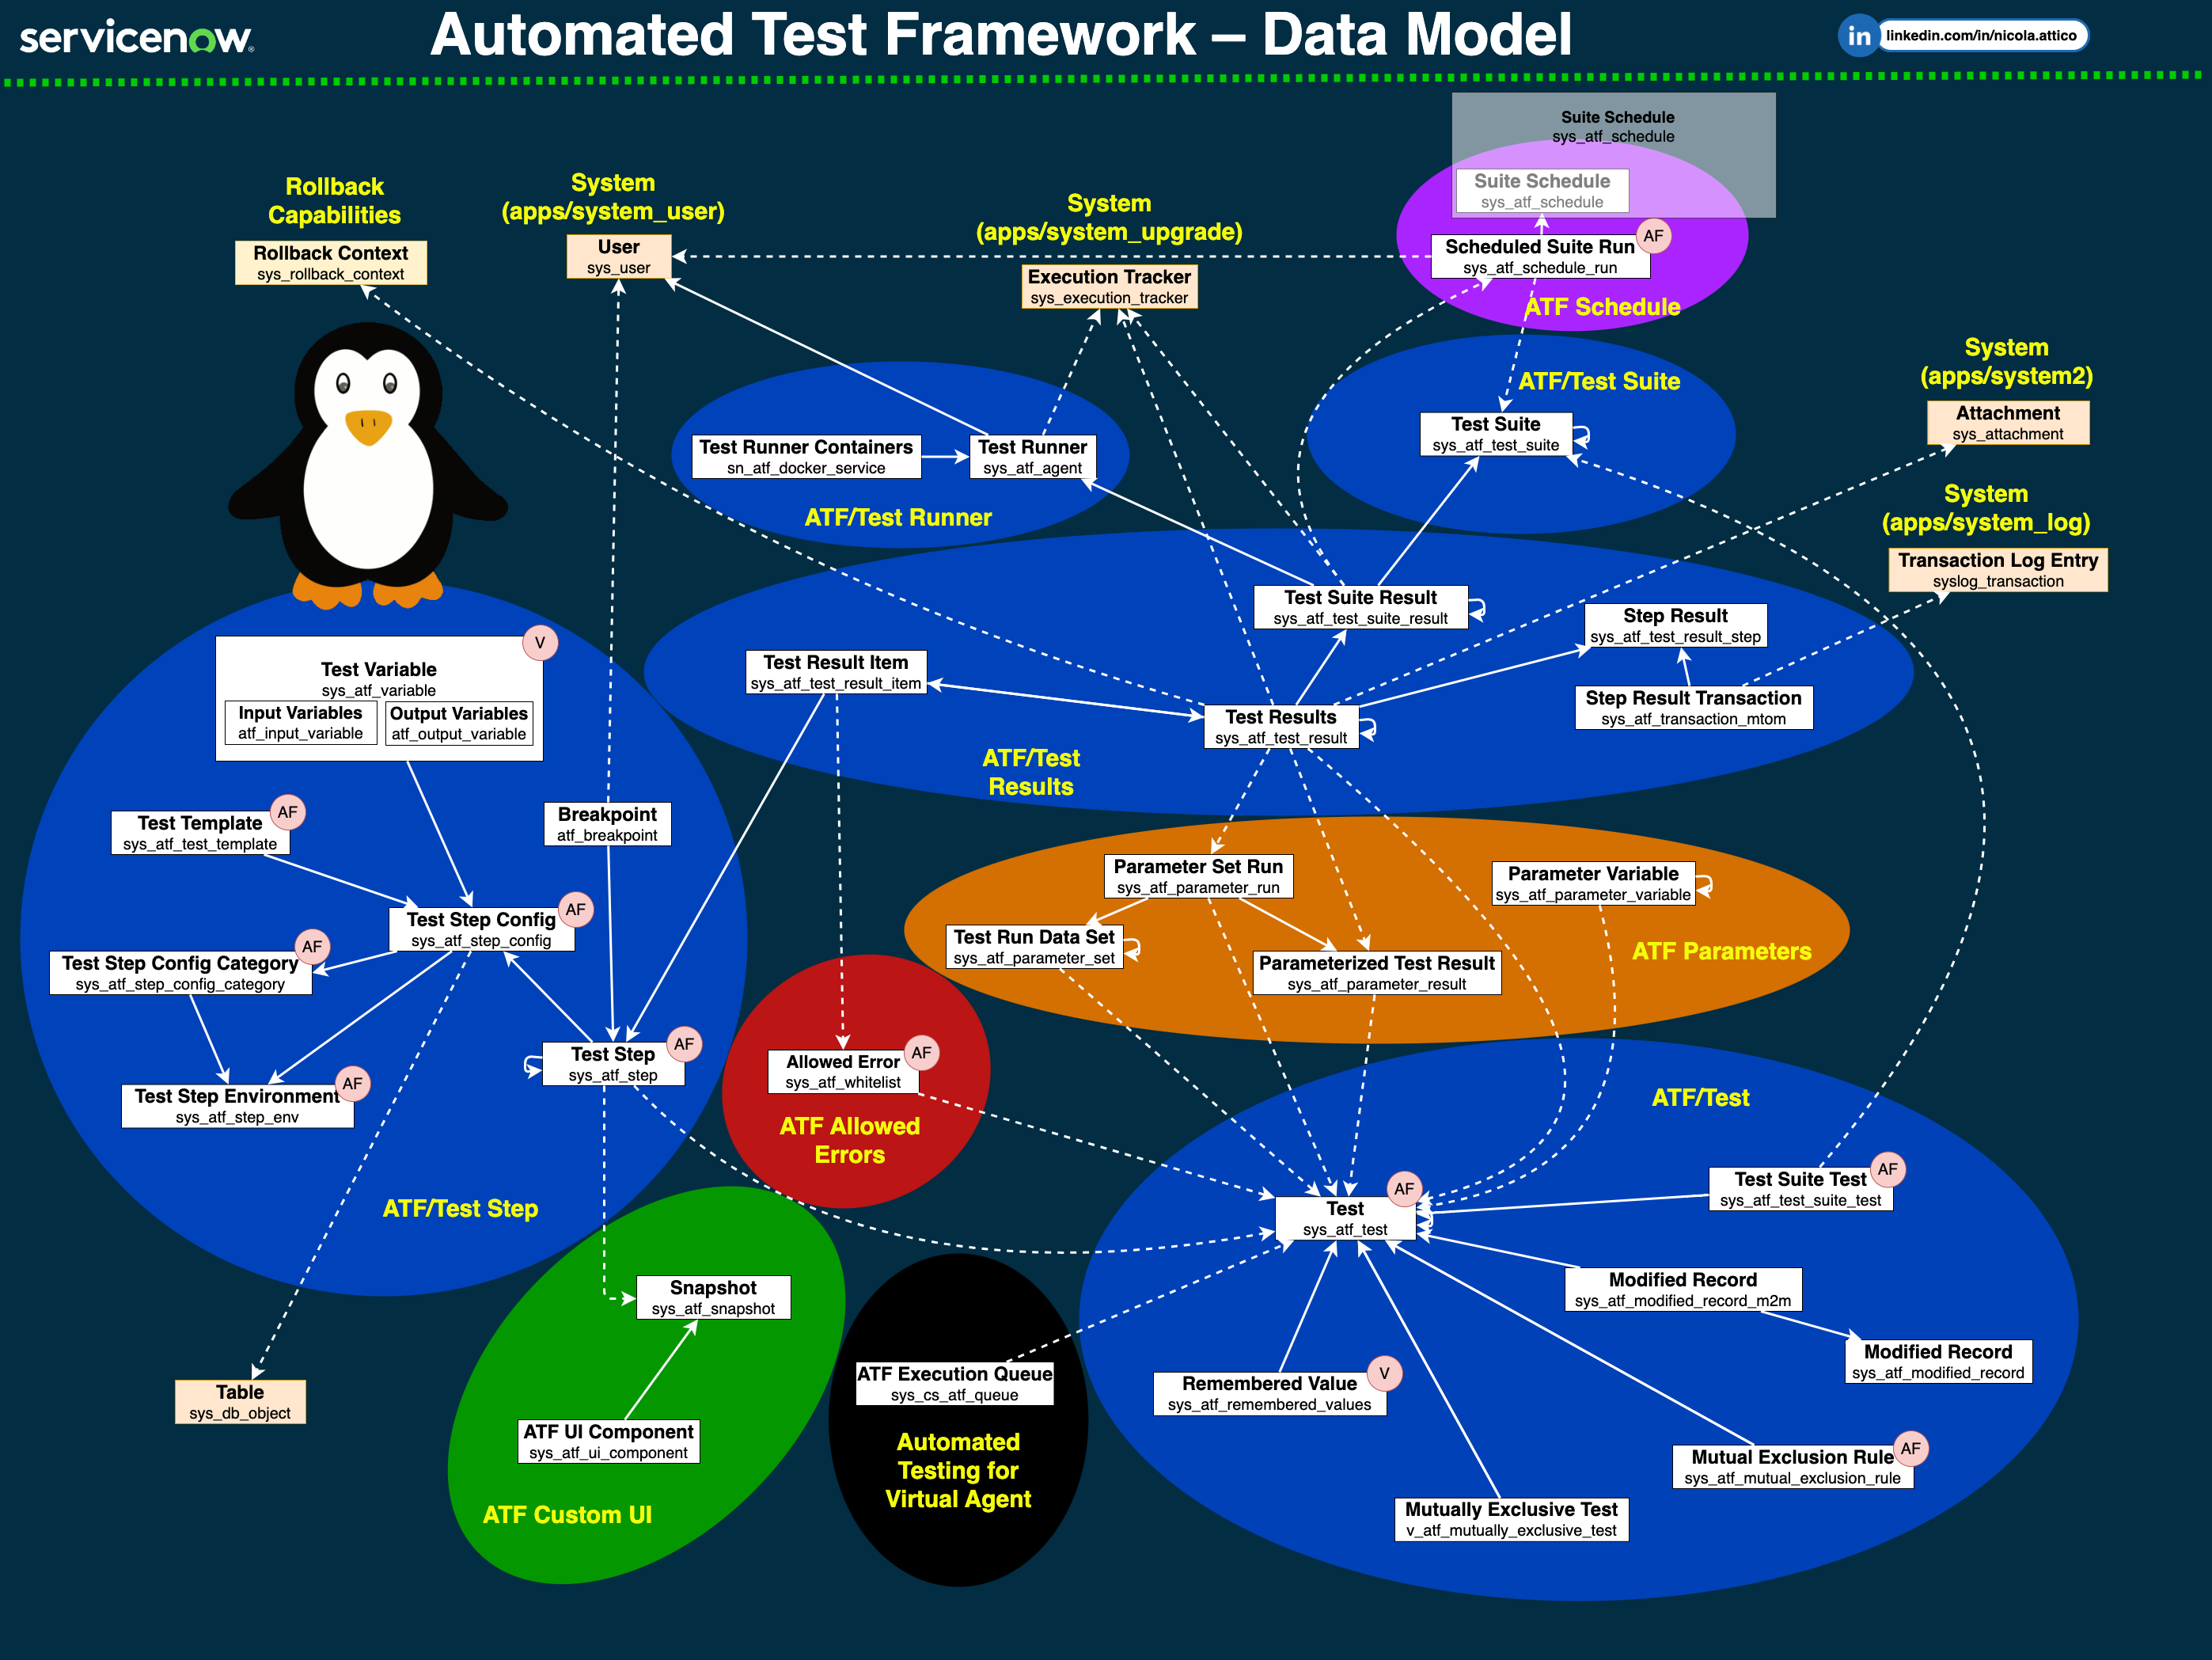 servicenow
Automated Test Framework – Data Model
in
linkedin.com/in/nicola.attico
Suite Schedule
sys_atf_schedule
Suite Schedule
sys_atf_schedule
Rollback
Capabilities
Rollback Context
sys_rollback_context
System
(apps/system_user)
User
sys_user
System
(apps/system_upgrade)
Execution Tracker
sys_execution_tracker
AF
Scheduled Suite Run
sys_atf_schedule_run
ATF Schedule
System
(apps/system2)
Attachment
sys_attachment
ATF/Test Suite
Test Suite
sys_atf_test_suite
Test Runner Containers
sn_atf_docker_service
Test Runner
sys_atf_agent
ATF/Test Runner
System
(apps/system_log)
Transaction Log Entry
syslog_transaction
Test Suite Result
sys_atf_test_suite_result
Step Result
sys_atf_test_result_step
Test Result Item
sys_atf_test_result_item
Step Result Transaction
sys_atf_transaction_mtom
Test Results
sys_atf_test_result
ATF/Test
Results
V
Test Variable
sys_atf_variable
Input Variables
atf_input_variable
Output Variables
atf_output_variable
AF
Test Template
sys_atf_test_template
Breakpoint
atf_breakpoint
AF
Test Step Config
sys_atf_step_config
AF
Test Step Config Category
sys_atf_step_config_category
AF
Test Step Environment
sys_atf_step_env
AF
Test Step
sys_atf_step
ATF/Test Step
Parameter Set Run
sys_atf_parameter_run
Parameter Variable
sys_atf_parameter_variable
Test Run Data Set
sys_atf_parameter_set
Parameterized Test Result
sys_atf_parameter_result
ATF Parameters
AF
Allowed Error
sys_atf_whitelist
ATF Allowed
Errors
ATF/Test
AF
Test
sys_atf_test
AF
Test Suite Test
sys_atf_test_suite_test
Modified Record
sys_atf_modified_record_m2m
Modified Record
sys_atf_modified_record
V
Remembered Value
sys_atf_remembered_values
AF
Mutual Exclusion Rule
sys_atf_mutual_exclusion_rule
Mutually Exclusive Test
v_atf_mutually_exclusive_test
Snapshot
sys_atf_snapshot
ATF UI Component
sys_atf_ui_component
ATF Custom UI
ATF Execution Queue
sys_cs_atf_queue
Automated
Testing for
Virtual Agent
Table
sys_db_object